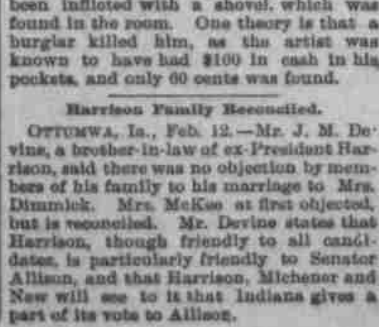 been inflicted with a shovel, which was
found in the room. One theory is that a
burglar killed him, as the artist was
known to have had $100 in cash in his
pockets, and only 60 cents was found.
Harrison Family Reconciled.
OTTUMWA, Ia., Feb. 12.—Mr. J. M. De-
vine, a brother-in-law of ex-President Har-
rison, said there was no objection by mem-
bers of his family to his marriage to Mrs.
Dimmick. Mrs. McKee at first objected,
but is reconciled. Mr. Devine states that
Harrison, though friendly to all candi-
dates, is particularly friendly to Senator
Allison, and that Harrison, Michener and
New will see to it that Indiana gives a
part of its vote to Allison.